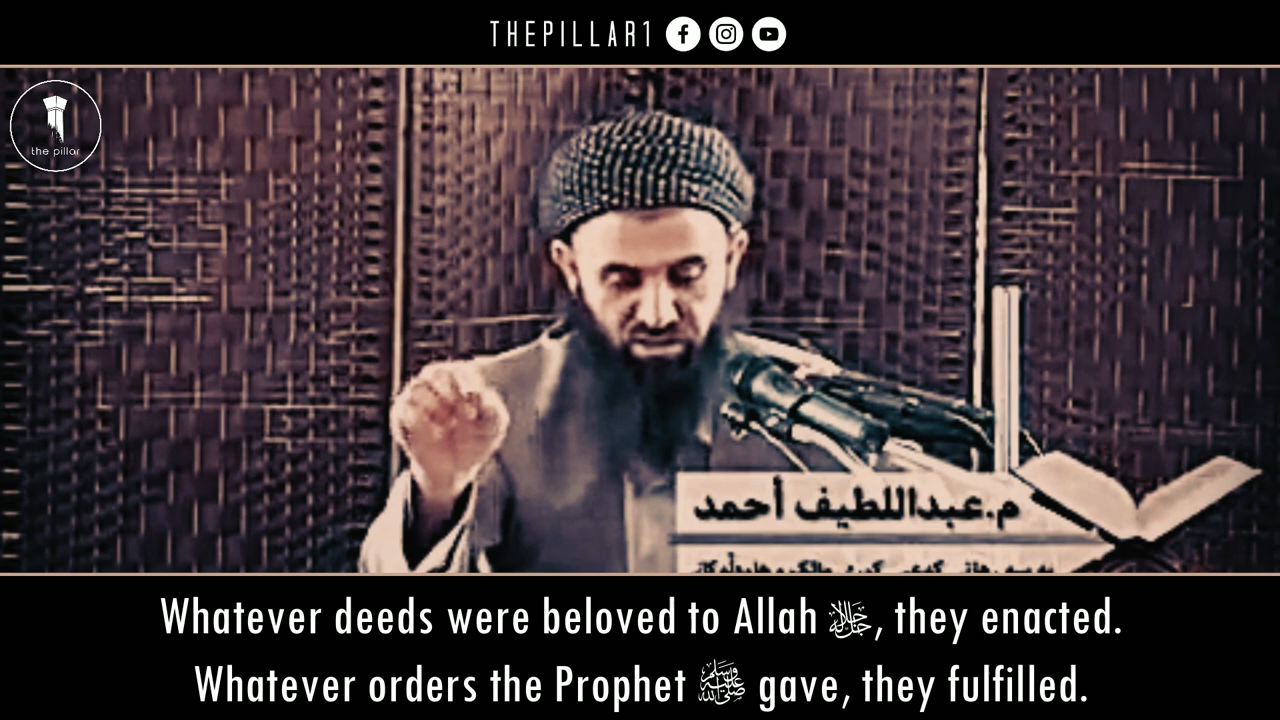 THEPILLAR1
the pillar
م.عبداللطيف أحمد
Whatever deeds were beloved to Allah ﷻ, they enacted.
Whatever orders the Prophet ﷺ gave, they fulfilled.